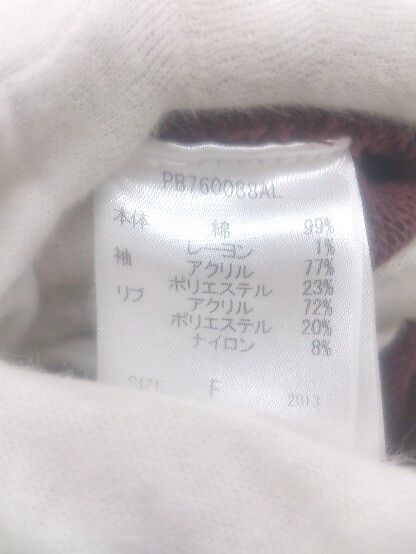 PB760088AL
本体 綿 99%
レーヨン 1%
袖 アクリル 77%
ポリエステル 23%
リブ アクリル 72%
ポリエステル 20%
ナイロン 8%
SIZE F 2013